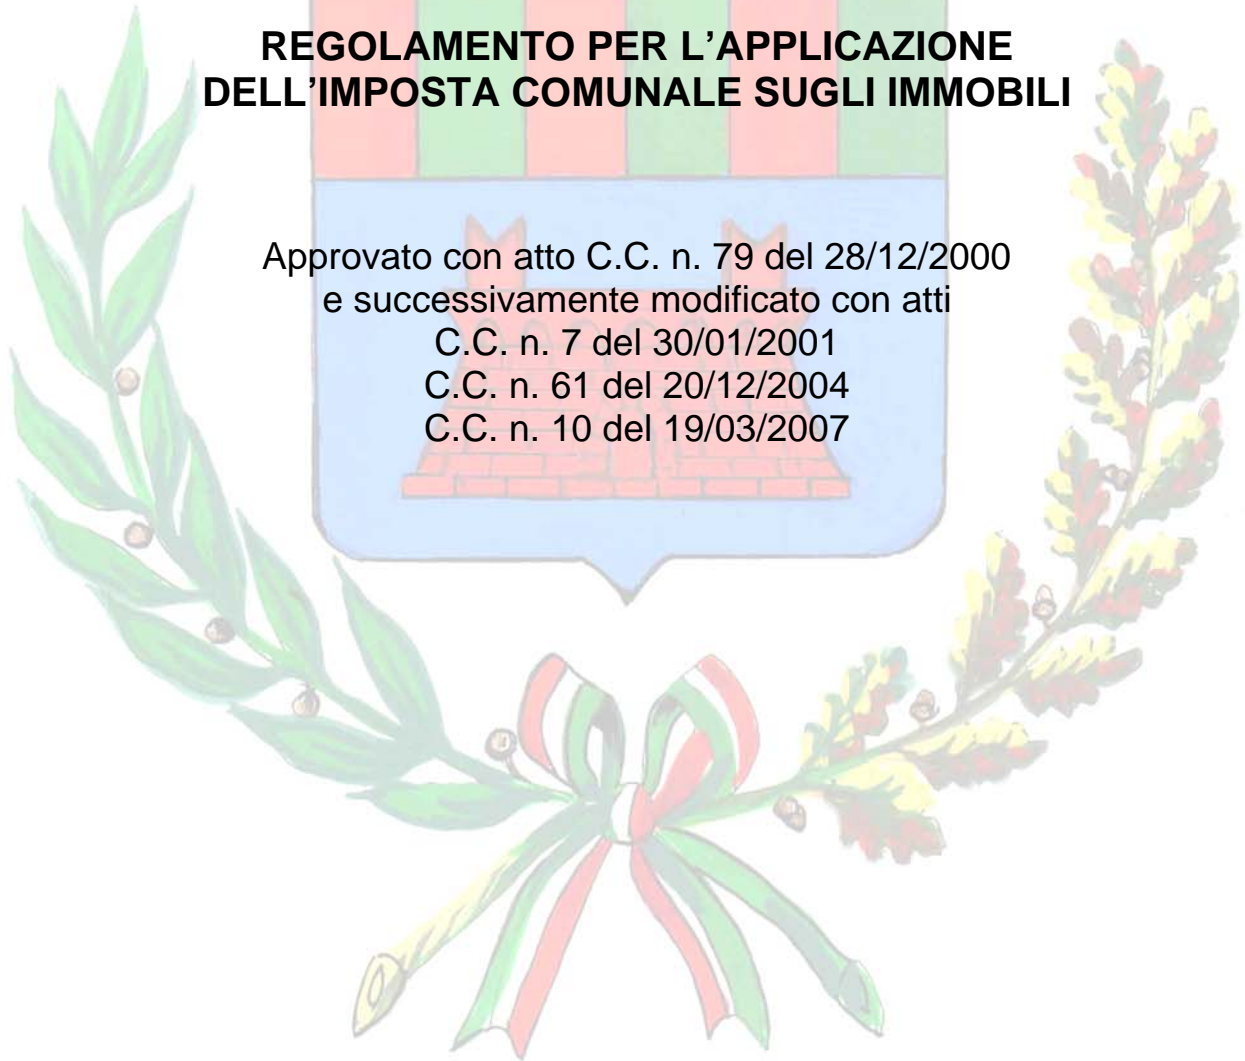 REGOLAMENTO PER L’APPLICAZIONE
DELL’IMPOSTA COMUNALE SUGLI IMMOBILI
Approvato con atto C.C. n. 79 del 28/12/2000
e successivamente modificato con atti
C.C. n. 7 del 30/01/2001
C.C. n. 61 del 20/12/2004
C.C. n. 10 del 19/03/2007